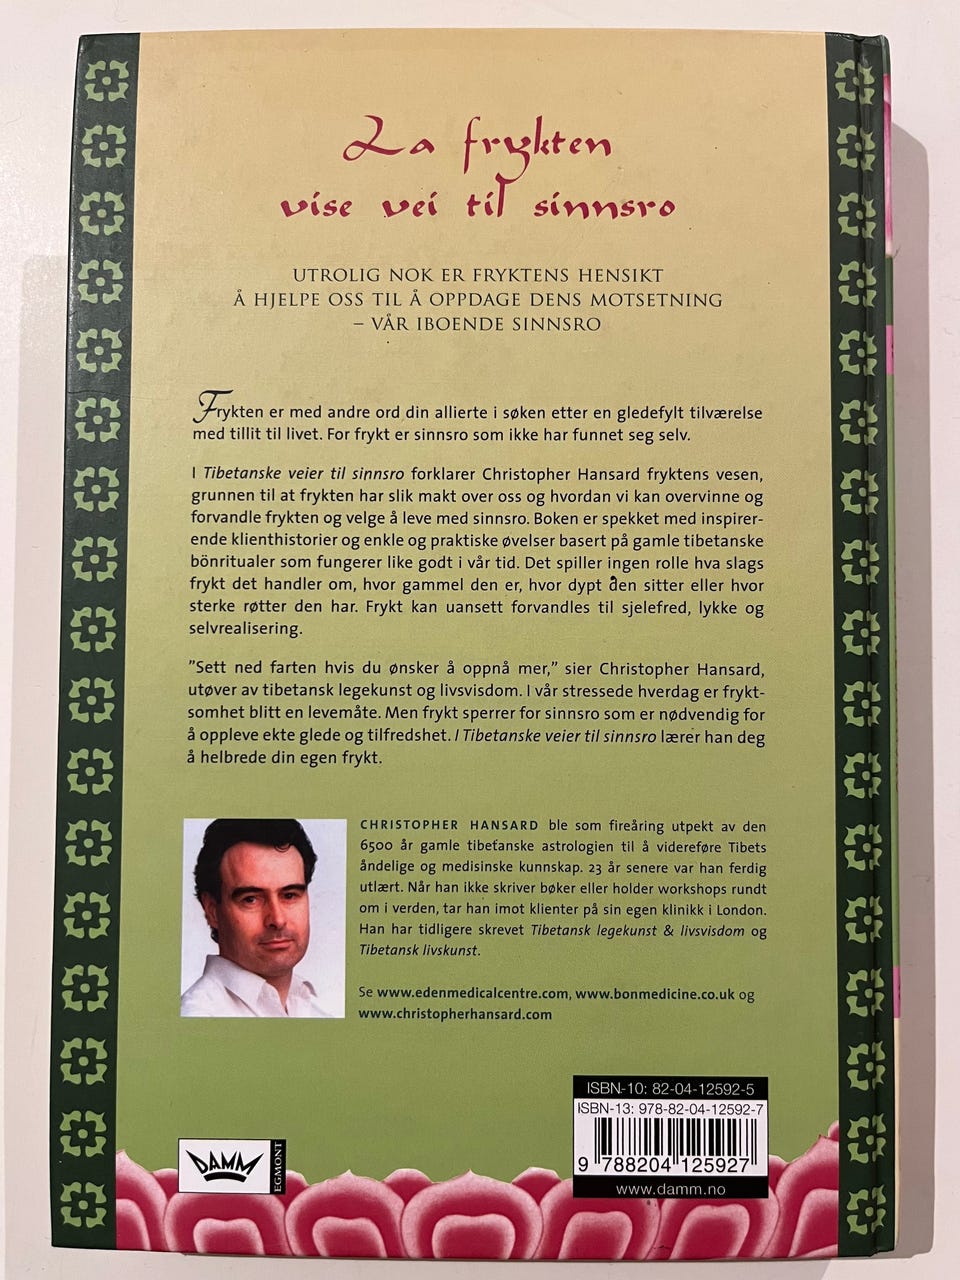 La frykten
vise vei til sinnsro
UTROLIG NOK ER FRYKTENS HENSIKT
Å HJELPE OSS TIL Å OPPDAGE DENS MOTSETNING
– VÅR IBOENDE SINNSRO
Frykten er med andre ord din allierte i søken etter en gledefylt tilværelse
med tillit til livet. For frykt er sinnsro som ikke har funnet seg selv.
I Tibetanske veier til sinnsro forklarer Christopher Hansard fryktens vesen,
grunnen til at frykten har slik makt over oss og hvordan vi kan overvinne og
forvandle frykten og velge å leve med sinnsro. Boken er spekket med inspirer-
ende klienthistorier og enkle og praktiske øvelser basert på gamle tibetanske
bönritualer som fungerer like godt i vår tid. Det spiller ingen rolle hva slags
frykt det handler om, hvor gammel den er, hvor dypt den sitter eller hvor
sterke røtter den har. Frykt kan uansett forvandles til sjelefred, lykke og
selvrealisering.
”Sett ned farten hvis du ønsker å oppnå mer,” sier Christopher Hansard,
utøver av tibetansk legekunst og livsvisdom. I vår stressede hverdag er frykt-
somhet blitt en levemåte. Men frykt sperrer for sinnsro som er nødvendig for
å oppleve ekte glede og tilfredshet. I Tibetanske veier til sinnsro lærer han deg
å helbrede din egen frykt.
CHRISTOPHER HANSARD ble som fireåring utpekt av den
6500 år gamle tibetanske astrologien til å videreføre Tibets
åndelige og medisinske kunnskap. 23 år senere var han ferdig
utlært. Når han ikke skriver bøker eller holder workshops rundt
om i verden, tar han imot klienter på sin egen klinikk i London.
Han har tidligere skrevet Tibetansk legekunst & livsvisdom og
Tibetansk livskunst.
Se www.edenmedicalcentre.com, www.bonmedicine.co.uk og
www.christopherhansard.com
ISBN-10: 82-04-12592-5
ISBN-13: 978-82-04-12592-7
9 788204 125927
www.damm.no
DAMM
EGMONT